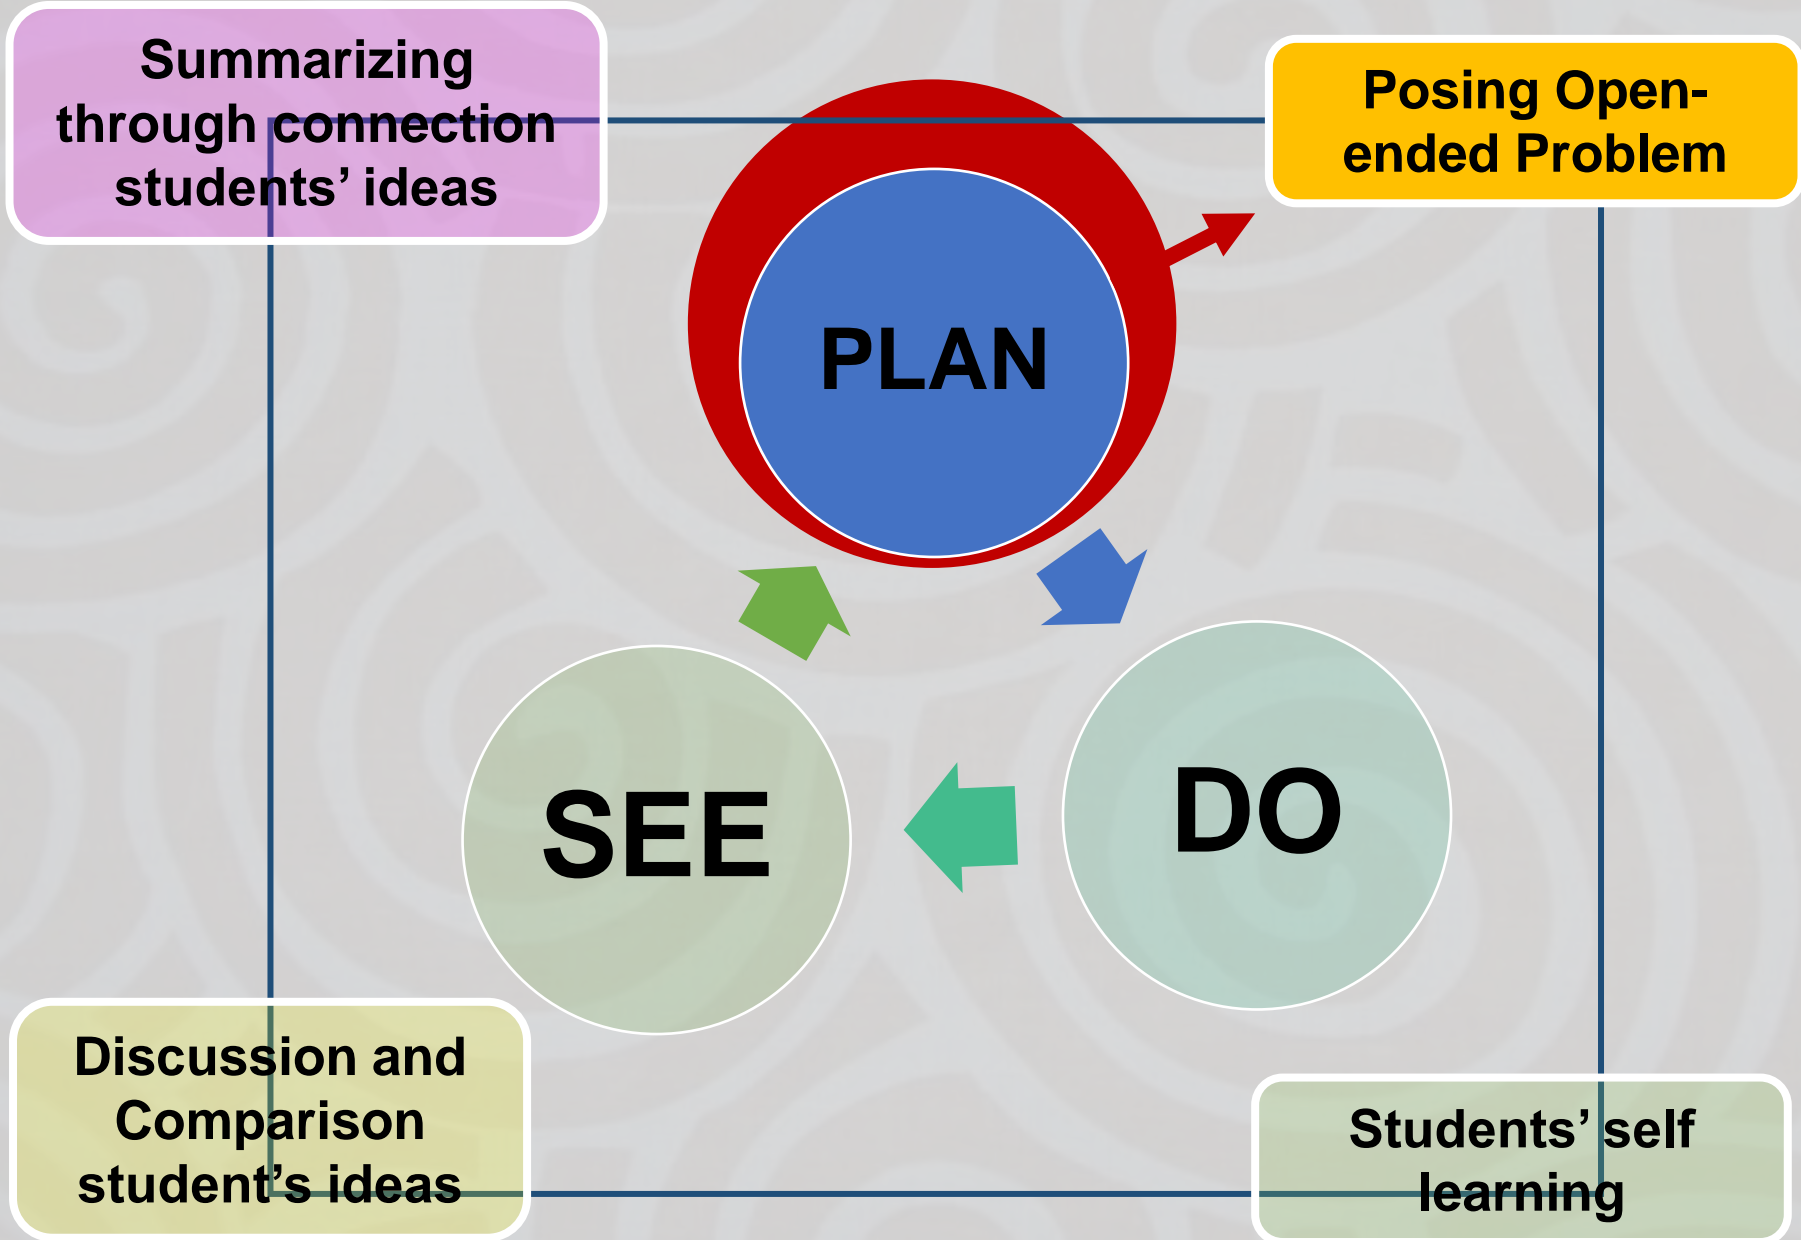 Summarizing
through connection
students’ ideas
Posing Open-
ended Problem
PLAN
SEE
DO
Discussion and
Comparison
student’s ideas
Students’ self
learning